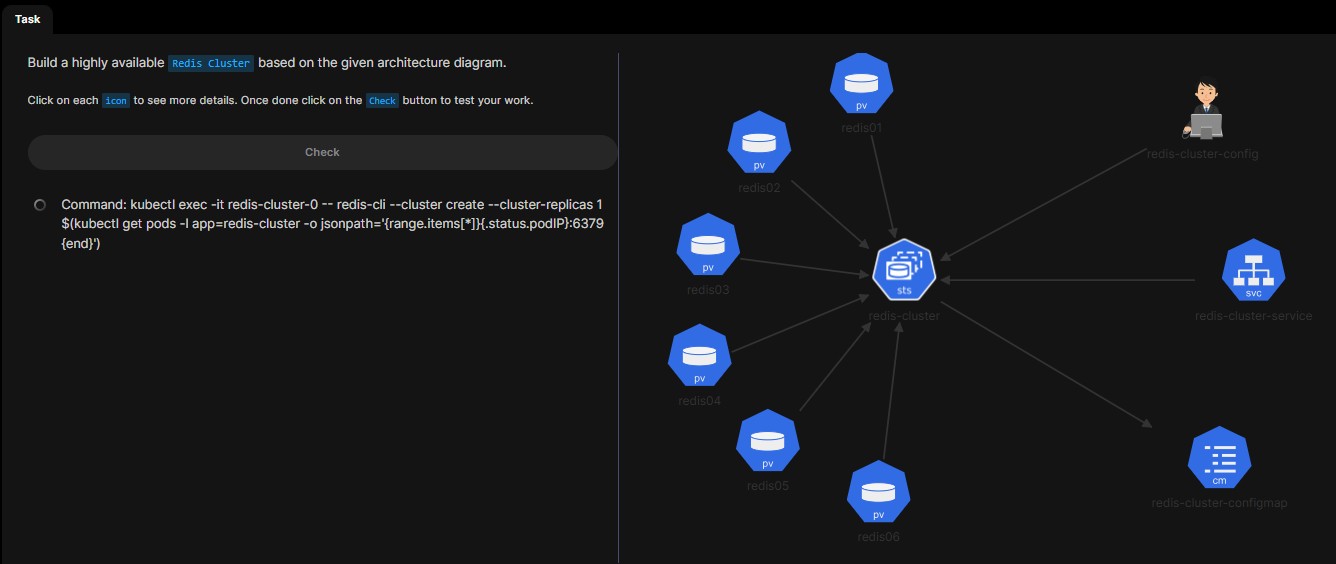 Task
Build a highly available Redis Cluster based on the given architecture diagram.
Click on each icon to see more details. Once done click on the Check button to test your work.
Check
Command: kubectl exec -it redis-cluster-0 -- redis-cli --cluster create --cluster-replicas 1
$(kubectl get pods -l app=redis-cluster -o jsonpath='{range.items[*]}{.status.podIP}:6379
{end}')
pv
redis01
pv
redis02
pv
redis03
pv
redis04
pv
redis05
pv
redis06
sts
redis-cluster
redis-cluster-config
svc
redis-cluster-service
cm
redis-cluster-configmap